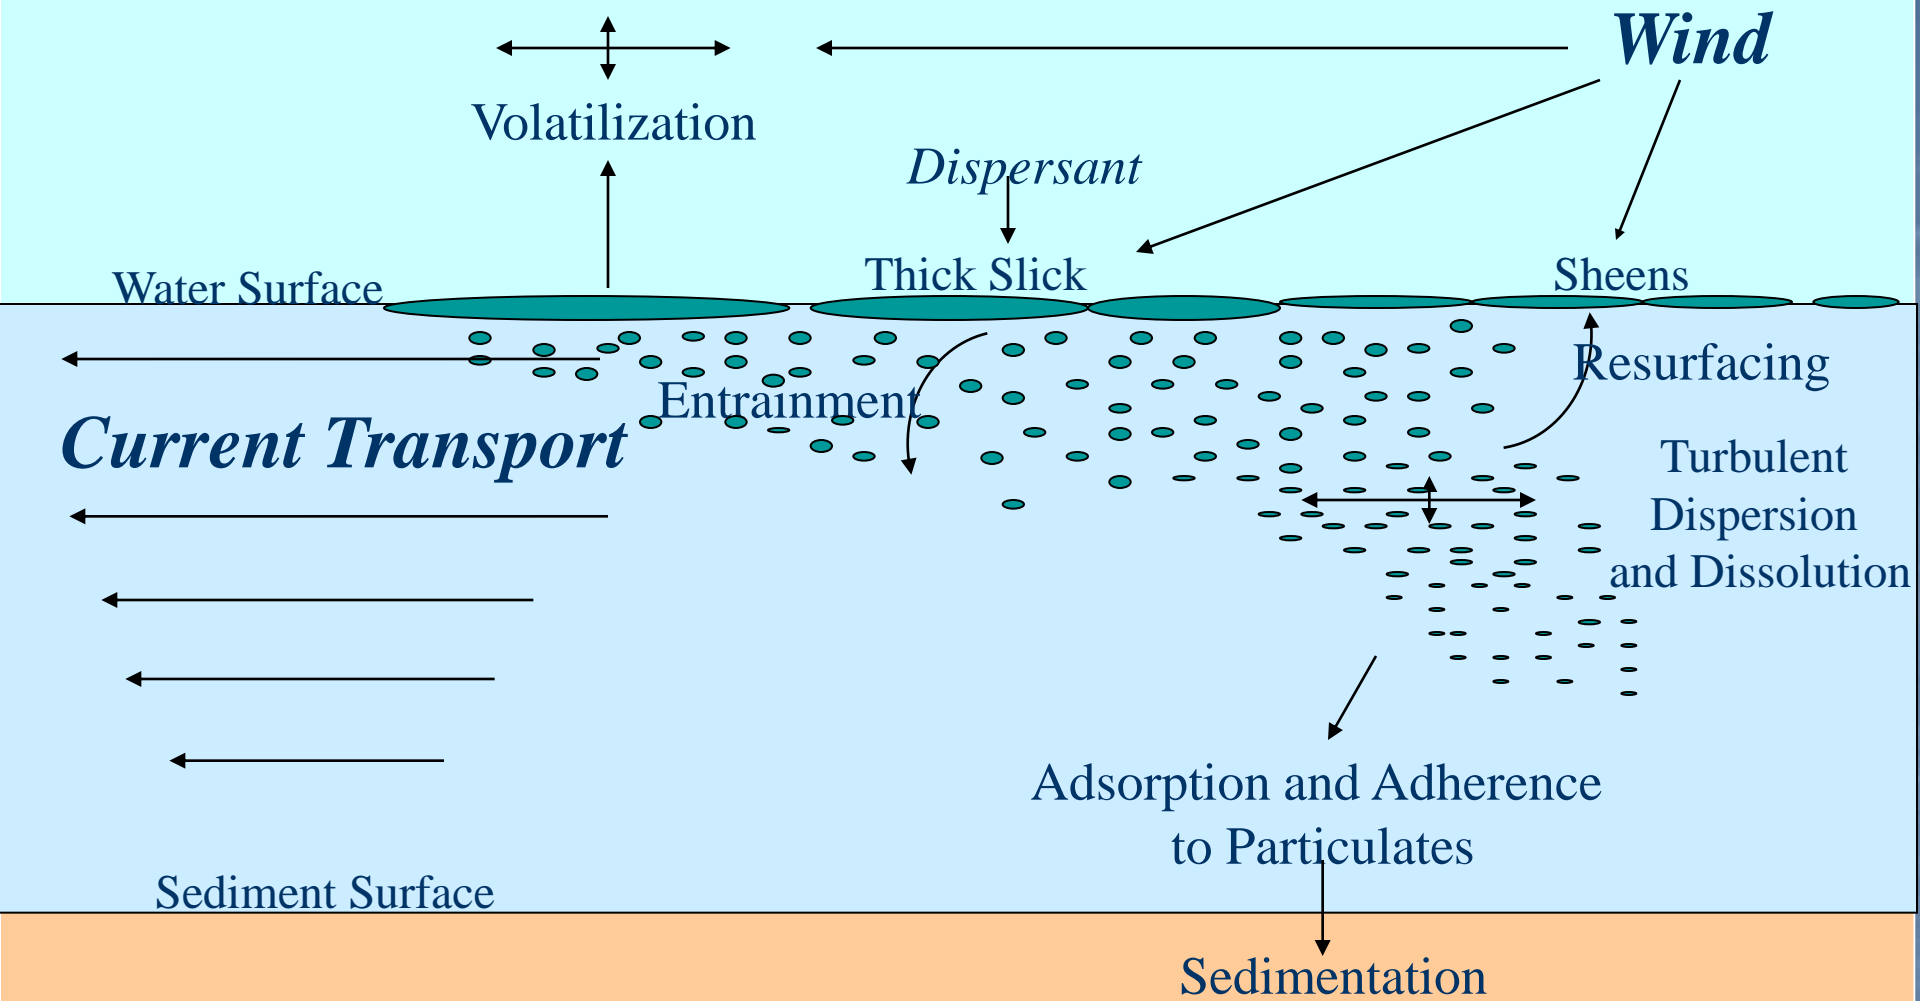 Wind
Volatilization
Dispersant
Water Surface
Thick Slick
Sheens
Resurfacing
Entrainment
Current Transport
Turbulent
Dispersion
and Dissolution
Adsorption and Adherence
to Particulates
Sediment Surface
Sedimentation